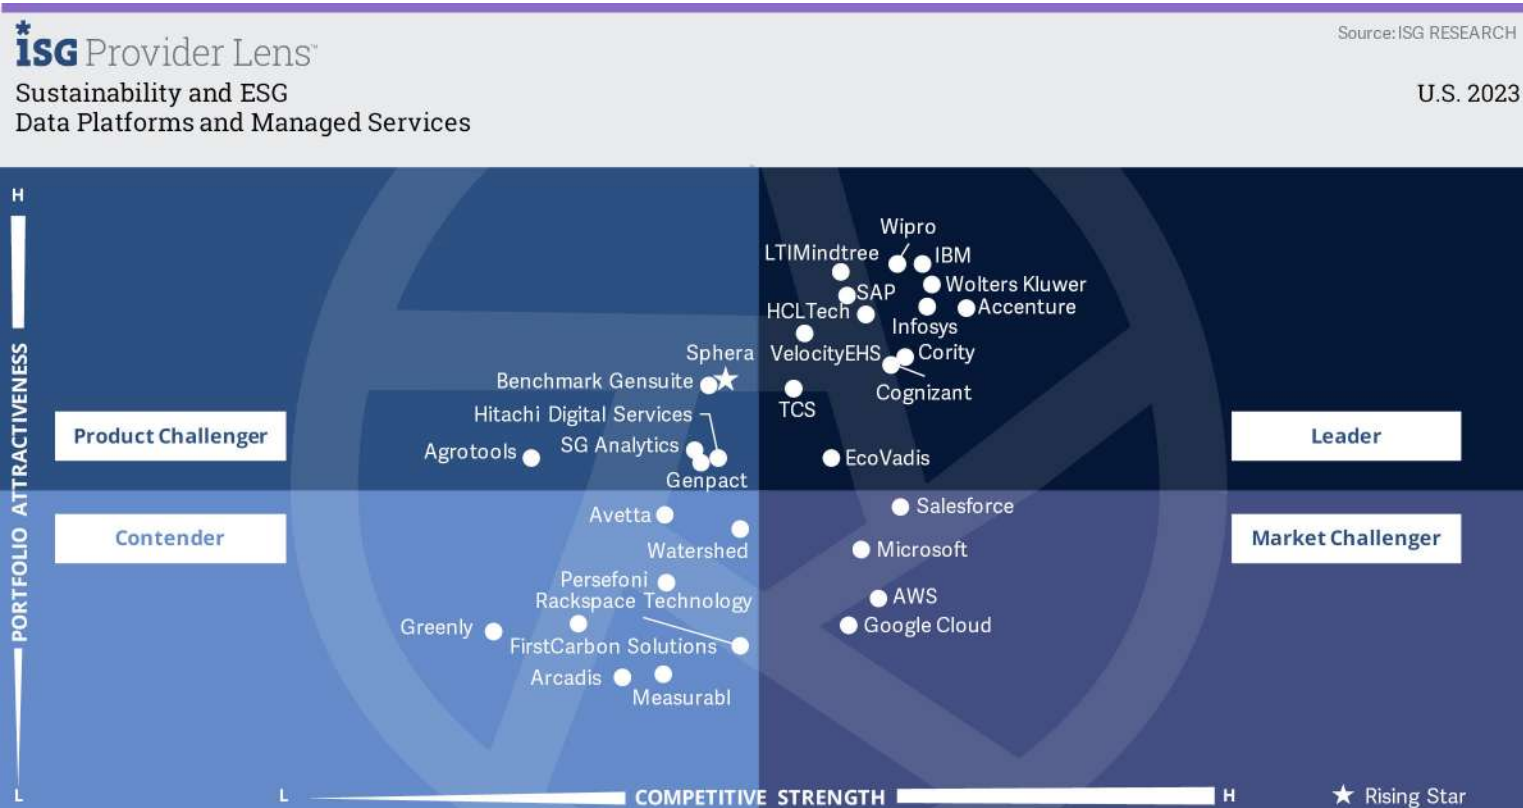 iSG Provider Lens™
Source: ISG RESEARCH
Sustainability and ESG
Data Platforms and Managed Services
U.S. 2023
H
PORTFOLIO ATTRACTIVENESS
L
Product Challenger
Leader
Contender
Market Challenger
Wipro
LTIMindtree
IBM
SAP
Wolters Kluwer
HCLTech
Accenture
Infosys
Sphera
VelocityEHS
Cority
Benchmark Gensuite
Cognizant
Hitachi Digital Services
TCS
Agrotools
SG Analytics
EcoVadis
Genpact
Avetta
Salesforce
Watershed
Microsoft
Persefoni
Rackspace Technology
AWS
Greenly
Google Cloud
FirstCarbon Solutions
Arcadis
Measurabl
L
COMPETITIVE STRENGTH
H
★ Rising Star